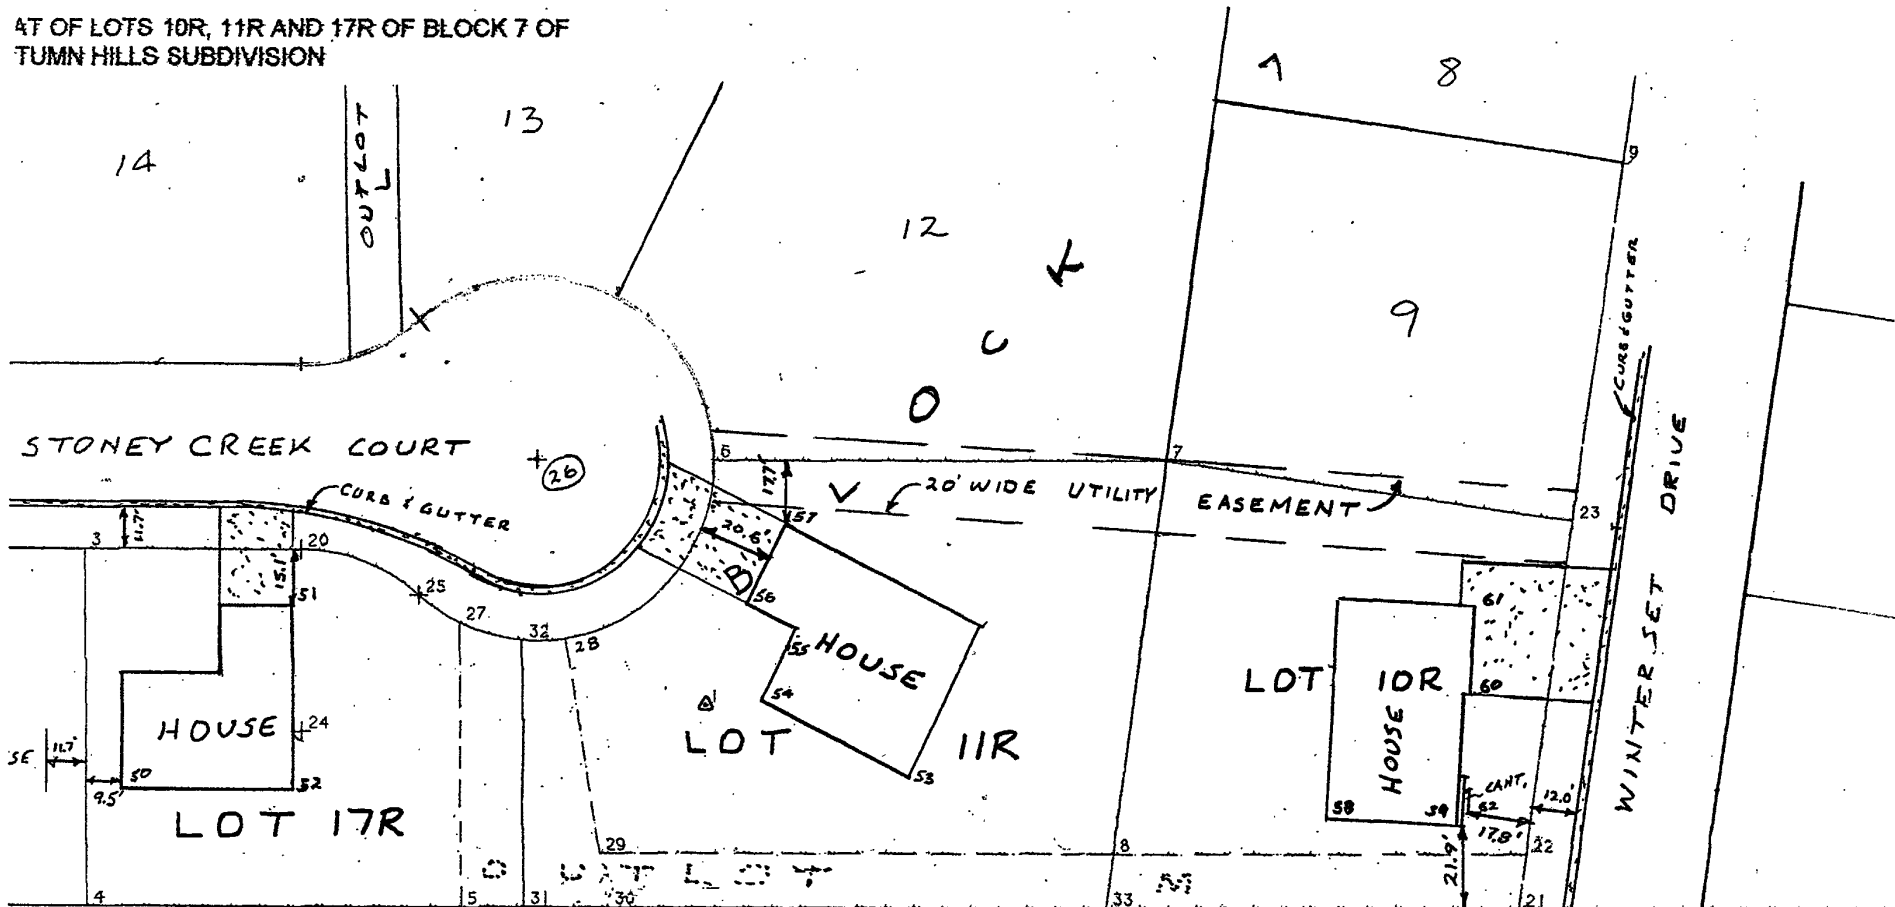 AT OF LOTS 10R, 11R AND 17R OF BLOCK 7 OF
TUMN HILLS SUBDIVISION
14
OUTLOT
L
13
12
8
9
9
K
C
O
L
B
STONEY CREEK COURT
26
CURB & GUTTER
CURB & GUTTER
6
7
17.7'
20' WIDE UTILITY EASEMENT
23
WINTERSET DRIVE
3
11.7'
20
15.1'
51
25
27
32
28
20.6'
57
56
55
54
53
HOUSE
LOT 11R
HOUSE
24
50
52
SE
11.7'
9.5'
LOT 17R
LOT 10R
HOUSE
61
60
58
59
CANT.
62
12.0'
17.8'
21.9'
22
29
8
OUTLOT M
4
5
31
30
33
21